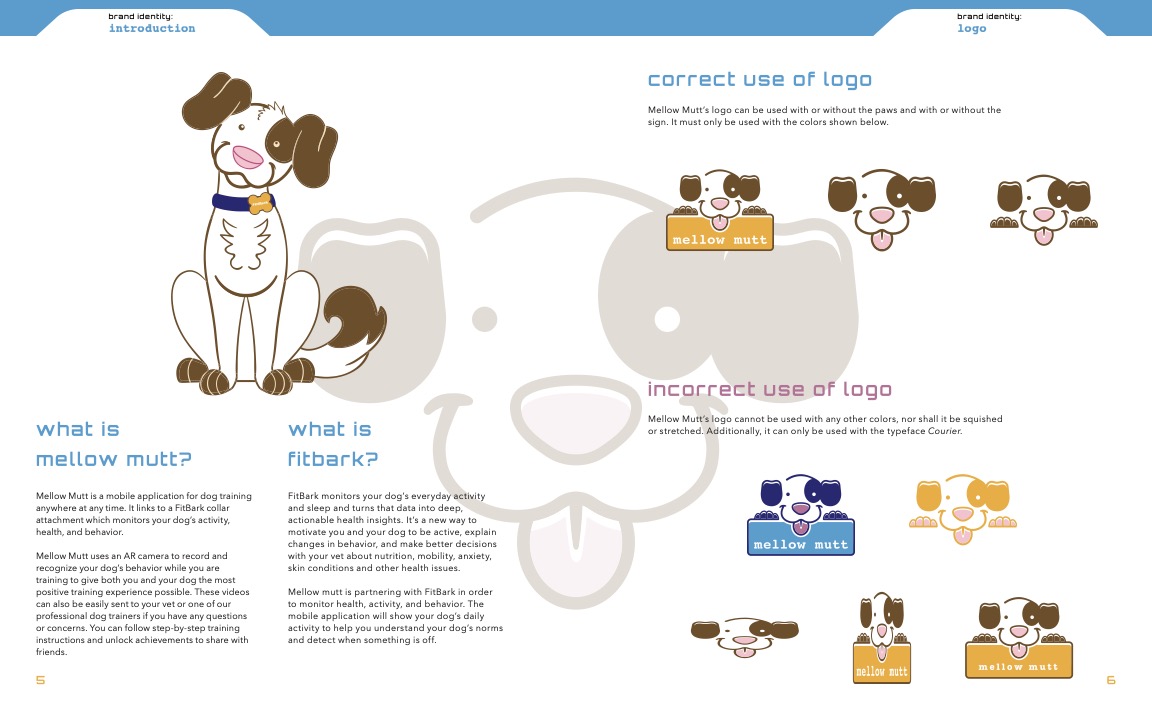 brand identity:
introduction
what is
mellow mutt?
Mellow Mutt is a mobile application for dog training
anywhere at any time. It links to a FitBark collar
attachment which monitors your dog's activity,
health, and behavior.
Mellow Mutt uses an AR camera to record and
recognize your dog's behavior while you are
training to give both you and your dog the most
positive training experience possible. These videos
can also be easily sent to your vet or one of our
professional dog trainers if you have any questions
or concerns. You can follow step-by-step training
instructions and unlock achievements to share with
friends.
what is
fitbark?
FitBark monitors your dog's everyday activity
and sleep and turns that data into deep,
actionable health insights. It's a new way to
motivate you and your dog to be active, explain
changes in behavior, and make better decisions
with your vet about nutrition, mobility, anxiety,
skin conditions and other health issues.
Mellow mutt is partnering with FitBark in order
to monitor health, activity, and behavior. The
mobile application will show your dog's daily
activity to help you understand your dog's norms
and detect when something is off.
5
brand identity:
logo
correct use of logo
Mellow Mutt's logo can be used with or without the paws and with or without the
sign. It must only be used with the colors shown below.
mellow mutt
incorrect use of logo
Mellow Mutt's logo cannot be used with any other colors, nor shall it be squished
or stretched. Additionally, it can only be used with the typeface Courier.
mellow mutt
mellow mutt
mellow mutt
6